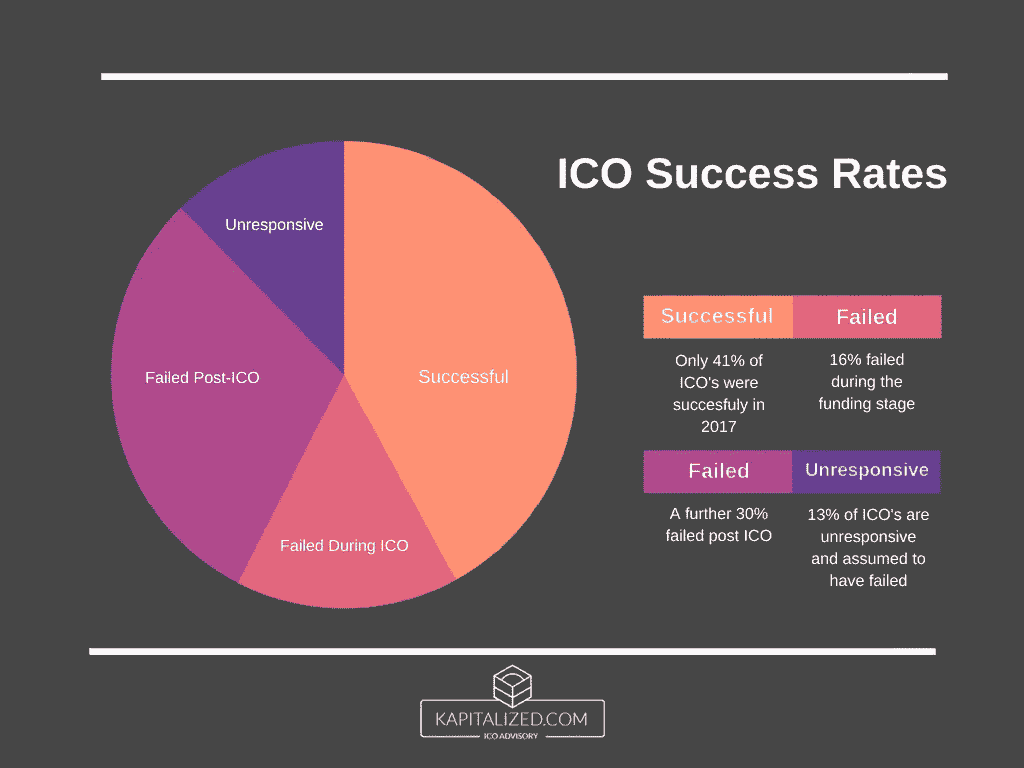 ICO Success Rates
Unresponsive
Failed Post-ICO
Successful
Failed During ICO
Successful
Failed
Only 41% of
ICO's were
succesfuly in
2017
16% failed
during the
funding stage
Failed
Unresponsive
A further 30%
failed post ICO
13% of ICO's are
unresponsive
and assumed to
have failed
KAPITALIZED.COM
ICO ADVISORY